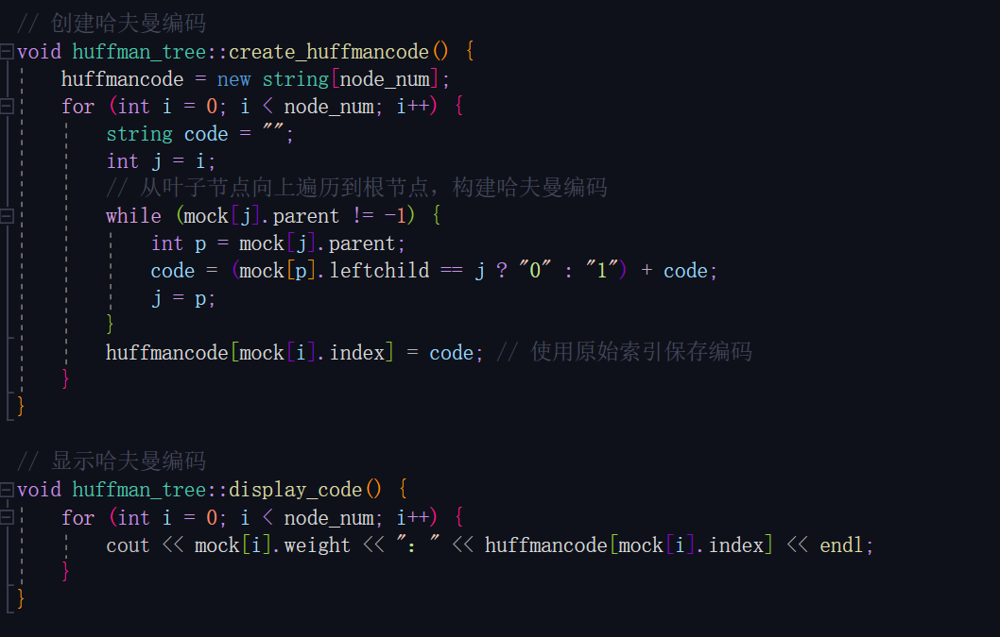 // 创建哈夫曼编码
void huffman_tree::create_huffmancode() {
    huffmancode = new string[node_num];
    for (int i = 0; i < node_num; i++) {
        string code = "";
        int j = i;
        // 从叶子节点向上遍历到根节点，构建哈夫曼编码
        while (mock[j].parent != -1) {
            int p = mock[j].parent;
            code = (mock[p].leftchild == j ? "0" : "1") + code;
            j = p;
        }
        huffmancode[mock[i].index] = code; // 使用原始索引保存编码
    }
}
// 显示哈夫曼编码
void huffman_tree::display_code() {
    for (int i = 0; i < node_num; i++) {
        cout << mock[i].weight << "：" << huffmancode[mock[i].index] << endl;
    }
}